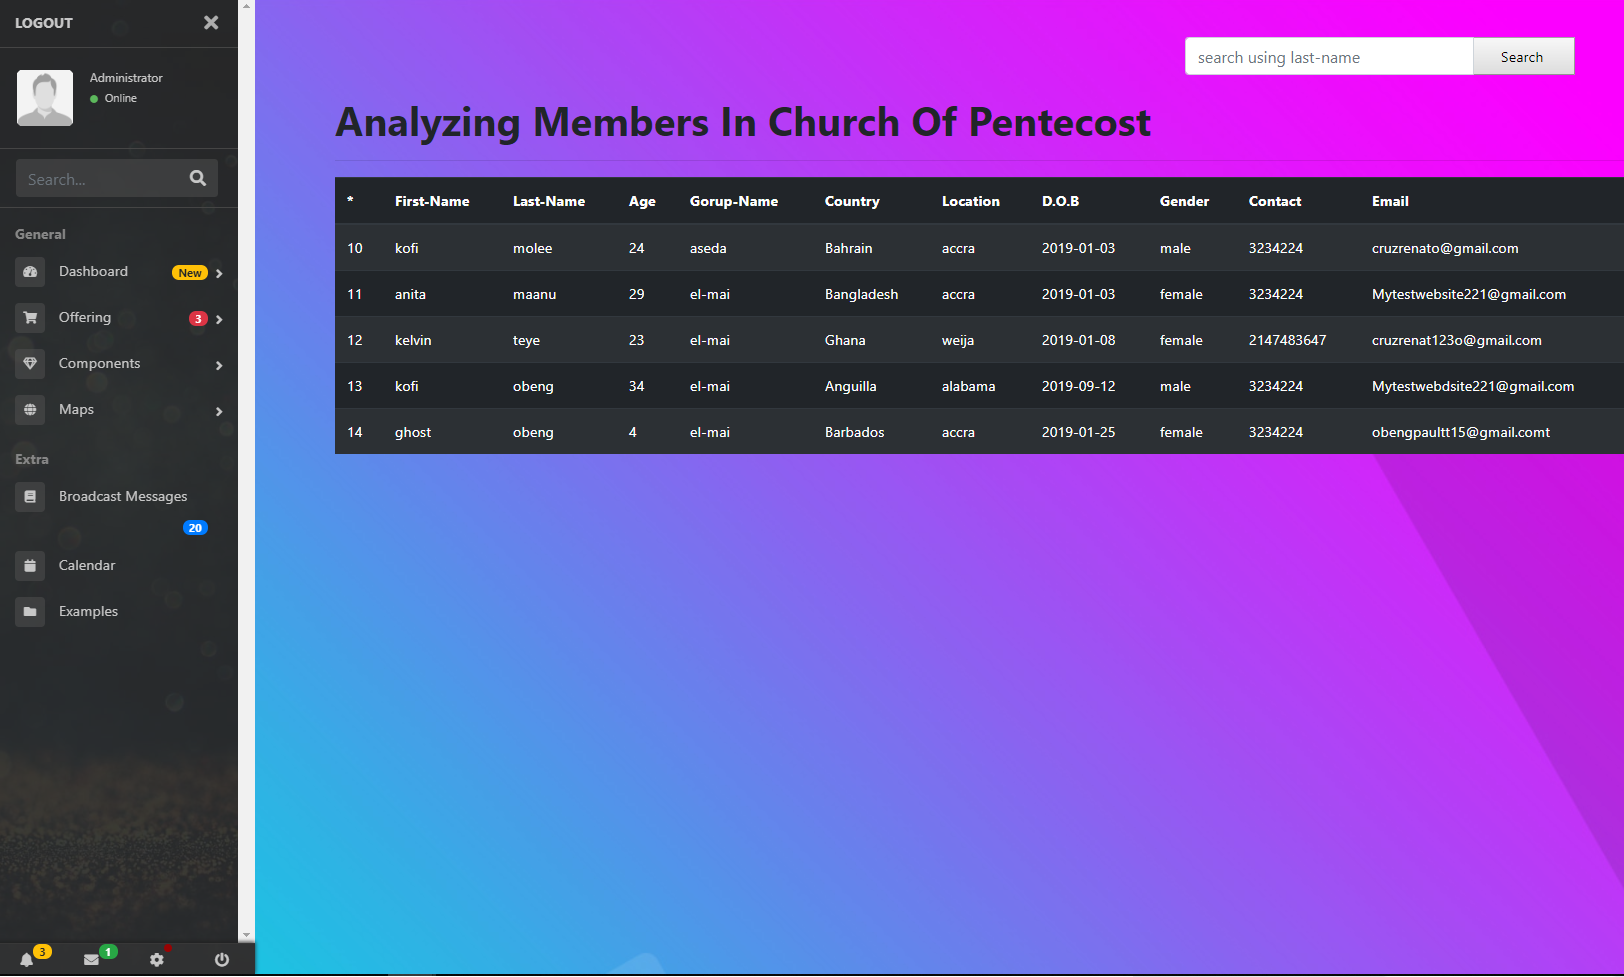 LOGOUT
Administrator
Online
Search...
General
Dashboard New
Offering 3
Components
Maps
Extra
Broadcast Messages
20
Calendar
Examples
3 1
search using last-name Search
Analyzing Members In Church Of Pentecost
* First-Name Last-Name Age Gorup-Name Country Location D.O.B Gender Contact Email
10 kofi molee 24 aseda Bahrain accra 2019-01-03 male 3234224 cruzrenato@gmail.com
11 anita maanu 29 el-mai Bangladesh accra 2019-01-03 female 3234224 Mytestwebsite221@gmail.com
12 kelvin teye 23 el-mai Ghana weija 2019-01-08 female 2147483647 cruzrenat123o@gmail.com
13 kofi obeng 34 el-mai Anguilla alabama 2019-09-12 male 3234224 Mytestwebdsite221@gmail.com
14 ghost obeng 4 el-mai Barbados accra 2019-01-25 female 3234224 obengpaultt15@gmail.comt